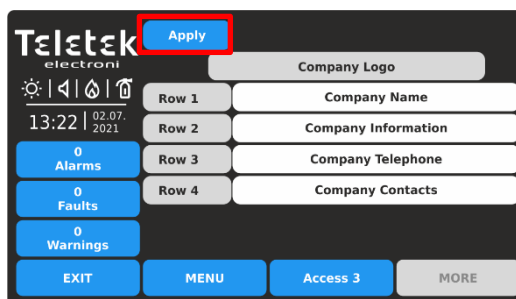 Teletek
electroni
Apply
Company Logo
Row 1 Company Name
13:22 02.07.
2021
Row 2 Company Information
0
Alarms
Row 3 Company Telephone
0
Faults
Row 4 Company Contacts
0
Warnings
EXIT MENU Access 3 MORE